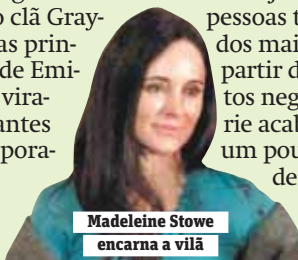 o clã Gray-
as prin-
de Emi-
vira-
antes
pora-
pessoas t
dos mai
partir d
tos neg
rie acab
um pou
de
Madeleine Stowe
encarna a vilã